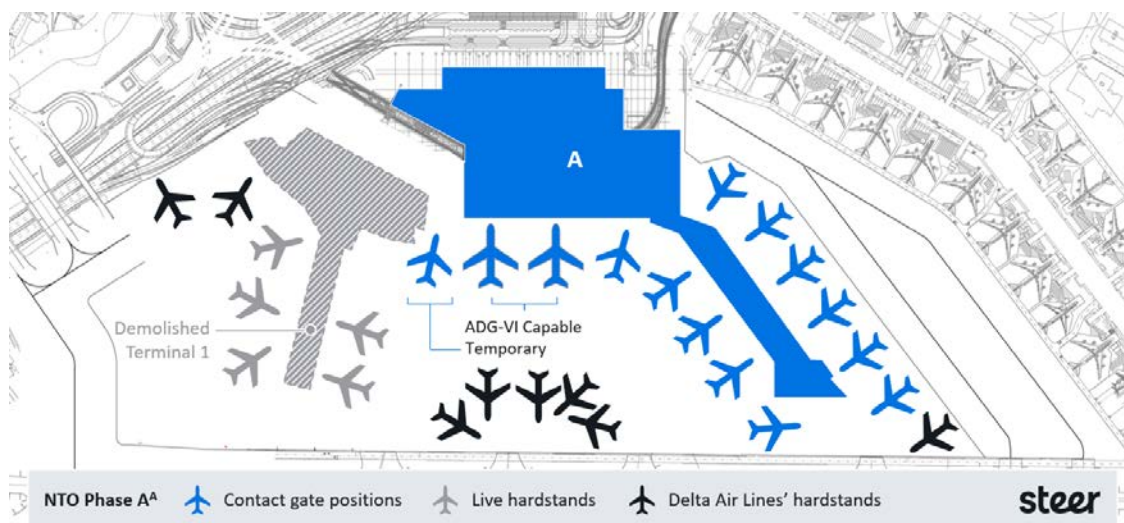 A
Demolished
Terminal 1
ADG-VI Capable
Temporary
NTO Phase Aᴬ
Contact gate positions
Live hardstands
Delta Air Lines’ hardstands
steer